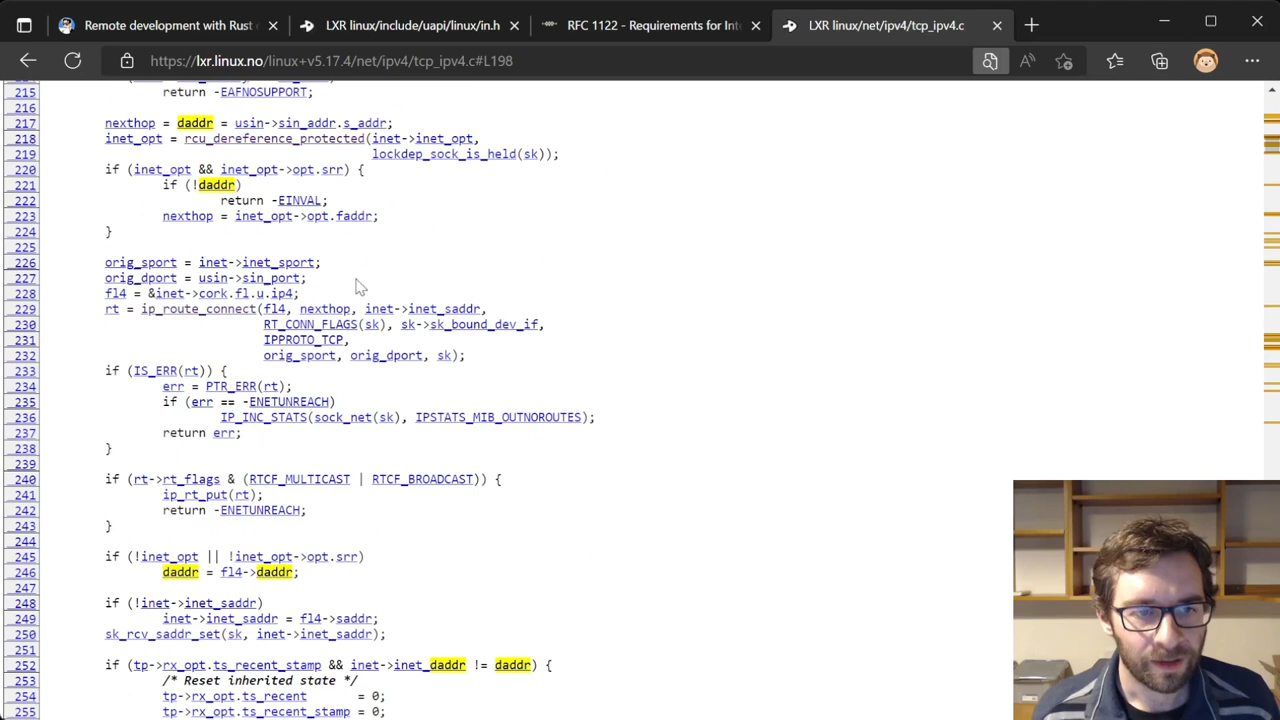 Remote development with Rust
LXR linux/include/uapi/linux/in.h
RFC 1122 - Requirements for Int
LXR linux/net/ipv4/tcp_ipv4.c
https://lxr.linux.no/linux+v5.17.4/net/ipv4/tcp_ipv4.c#L198
215 return -EAFNOSUPPORT;
216
217 nexthop = daddr = usin->sin_addr.s_addr;
218 inet_opt = rcu_dereference_protected(inet->inet_opt,
219 lockdep_sock_is_held(sk));
220 if (inet_opt && inet_opt->opt.srr) {
221 if (!daddr)
222 return -EINVAL;
223 nexthop = inet_opt->opt.faddr;
224 }
225
226 orig_sport = inet->inet_sport;
227 orig_dport = usin->sin_port;
228 fl4 = &inet->cork.fl.u.ip4;
229 rt = ip_route_connect(fl4, nexthop, inet->inet_saddr,
230 RT_CONN_FLAGS(sk), sk->sk_bound_dev_if,
231 IPPROTO_TCP,
232 orig_sport, orig_dport, sk);
233 if (IS_ERR(rt)) {
234 err = PTR_ERR(rt);
235 if (err == -ENETUNREACH)
236 IP_INC_STATS(sock_net(sk), IPSTATS_MIB_OUTNOROUTES);
237 return err;
238 }
239
240 if (rt->rt_flags & (RTCF_MULTICAST | RTCF_BROADCAST)) {
241 ip_rt_put(rt);
242 return -ENETUNREACH;
243 }
244
245 if (!inet_opt || !inet_opt->opt.srr)
246 daddr = fl4->daddr;
247
248 if (!inet->inet_saddr)
249 inet->inet_saddr = fl4->saddr;
250 sk_rcv_saddr_set(sk, inet->inet_saddr);
251
252 if (tp->rx_opt.ts_recent_stamp && inet->inet_daddr != daddr) {
253 /* Reset inherited state */
254 tp->rx_opt.ts_recent = 0;
255 tp->rx_opt.ts_recent_stamp = 0;